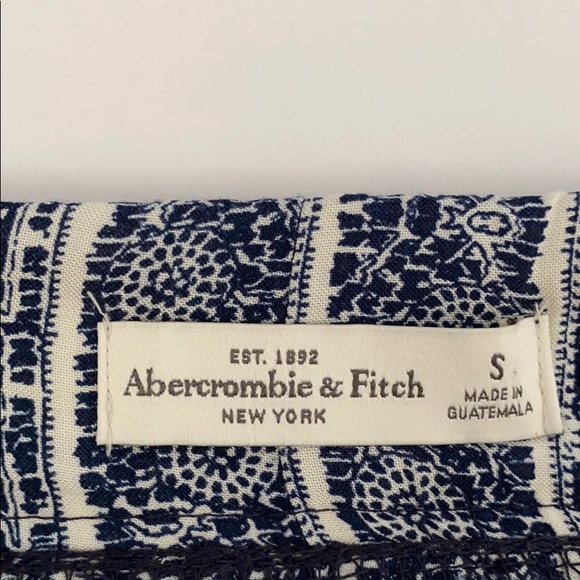 EST. 1892
Abercrombie & Fitch
NEW YORK
S
MADE IN
GUATEMALA